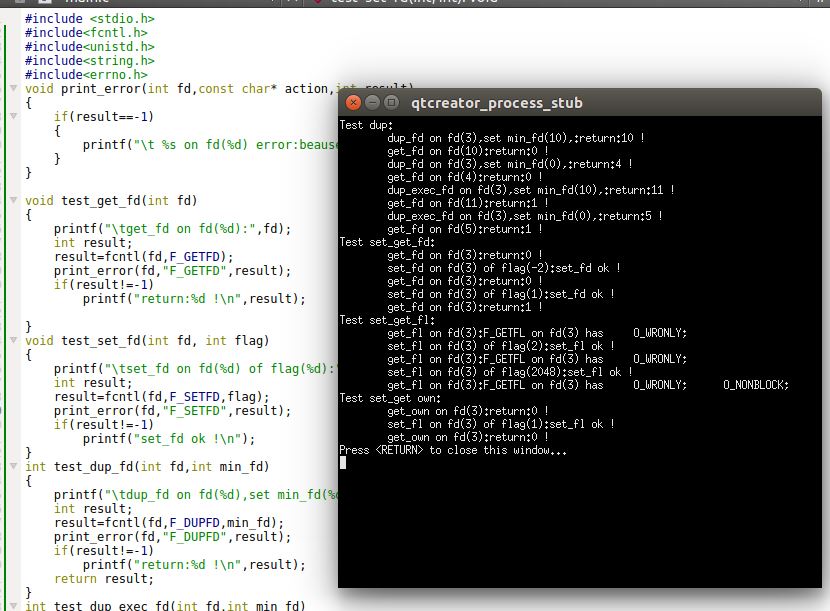 #include <stdio.h>
#include<fcntl.h>
#include<unistd.h>
#include<string.h>
#include<errno.h>
void print_error(int fd,const char* action,int result)
{
    if(result==-1)
    {
        printf("\t %s on fd(%d) error:beause
    }
}
void test_get_fd(int fd)
{
    printf("\tget_fd on fd(%d):",fd);
    int result;
    result=fcntl(fd,F_GETFD);
    print_error(fd,"F_GETFD",result);
    if(result!=-1)
        printf("return:%d !\n",result);
}
void test_set_fd(int fd, int flag)
{
    printf("\tset_fd on fd(%d) of flag(%d):"
    int result;
    result=fcntl(fd,F_SETFD,flag);
    print_error(fd,"F_SETFD",result);
    if(result!=-1)
        printf("set_fd ok !\n");
}
int test_dup_fd(int fd,int min_fd)
{
    printf("\tdup_fd on fd(%d),set min_fd(%d
    int result;
    result=fcntl(fd,F_DUPFD,min_fd);
    print_error(fd,"F_DUPFD",result);
    if(result!=-1)
        printf("return:%d !\n",result);
    return result;
}
int test_dup_exec_fd(int fd,int min_fd)
qtcreator_process_stub
Test dup:
        dup_fd on fd(3),set min_fd(10),:return:10 !
        get_fd on fd(10):return:0 !
        dup_fd on fd(3),set min_fd(0),:return:4 !
        get_fd on fd(4):return:0 !
        dup_exec_fd on fd(3),set min_fd(10),:return:11 !
        get_fd on fd(11):return:1 !
        dup_exec_fd on fd(3),set min_fd(0),:return:5 !
        get_fd on fd(5):return:1 !
Test set_get_fd:
        get_fd on fd(3):return:0 !
        set_fd on fd(3) of flag(-2):set_fd ok !
        get_fd on fd(3):return:0 !
        set_fd on fd(3) of flag(1):set_fd ok !
        get_fd on fd(3):return:1 !
Test set_get_fl:
        get_fl on fd(3):F_GETFL on fd(3) has     O_WRONLY;
        set_fl on fd(3) of flag(2):set_fl ok !
        get_fl on fd(3):F_GETFL on fd(3) has     O_WRONLY;
        set_fl on fd(3) of flag(2048):set_fl ok !
        get_fl on fd(3):F_GETFL on fd(3) has     O_WRONLY;      O_NONBLOCK;
Test set_get own:
        get_own on fd(3):return:0 !
        set_fl on fd(3) of flag(1):set_fl ok !
        get_own on fd(3):return:0 !
Press <RETURN> to close this window...